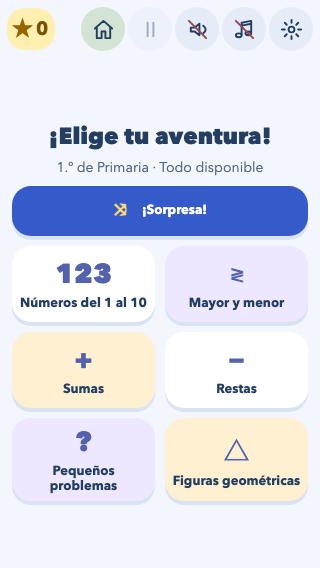 ★ 0
¡Elige tu aventura!
1.º de Primaria · Todo disponible
¡Sorpresa!
123
Números del 1 al 10
≷
Mayor y menor
+
Sumas
−
Restas
?
Pequeños
problemas
△
Figuras geométricas